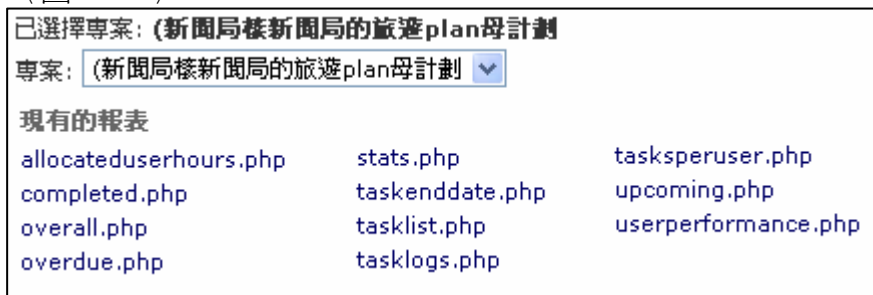 已選擇專案: (新聞局樣新聞局的旅遊plan母計劃
專案: (新聞局樣新聞局的旅遊plan母計劃
現有的報表
allocateduserhours.php stats.php tasksperuser.php
completed.php taskenddate.php upcoming.php
overall.php tasklist.php userperformance.php
overdue.php tasklogs.php